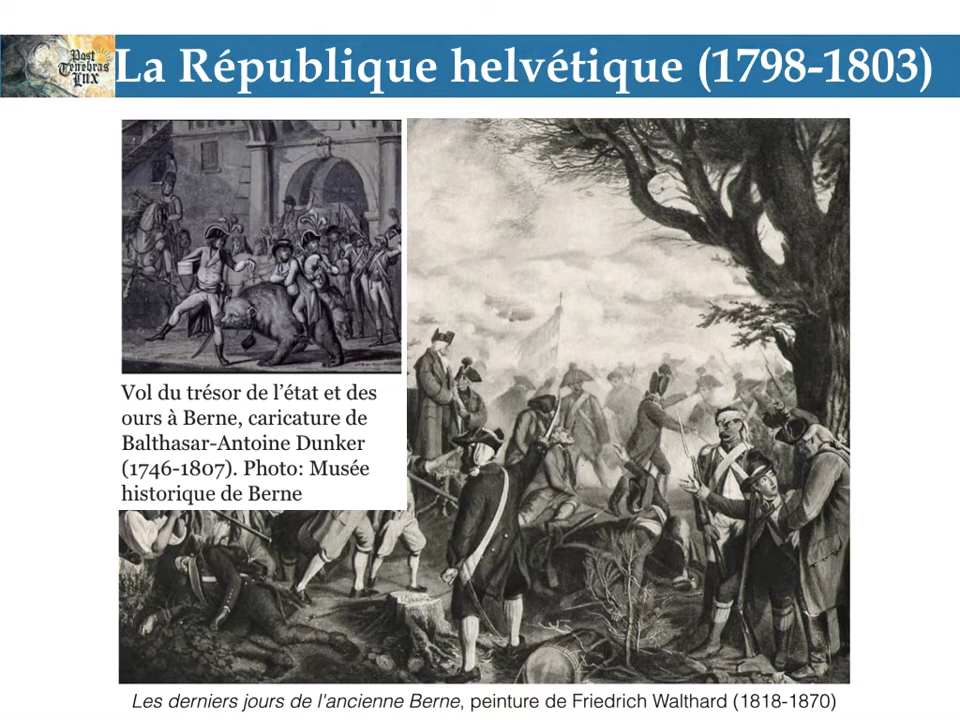 Post
Tenebras
Lux
La République helvétique (1798-1803)
Vol du trésor de l'état et des
ours à Berne, caricature de
Balthasar-Antoine Dunker
(1746-1807). Photo: Musée
historique de Berne
Les derniers jours de l'ancienne Berne, peinture de Friedrich Walthard (1818-1870)